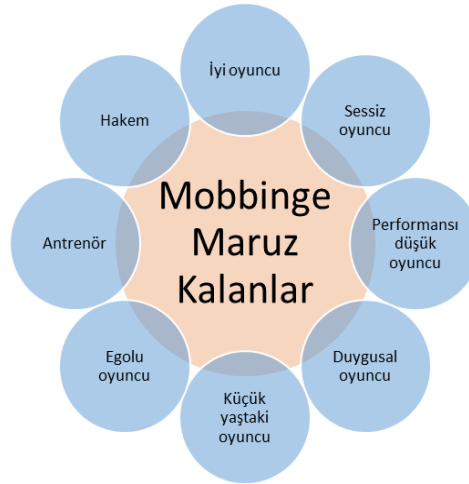 İyi oyuncu
Sessiz
oyuncu
Performansı
düşük
oyuncu
Duygusal
oyuncu
Küçük
yaştaki
oyuncu
Egolu
oyuncu
Antrenör
Hakem
Mobbinge
Maruz
Kalanlar